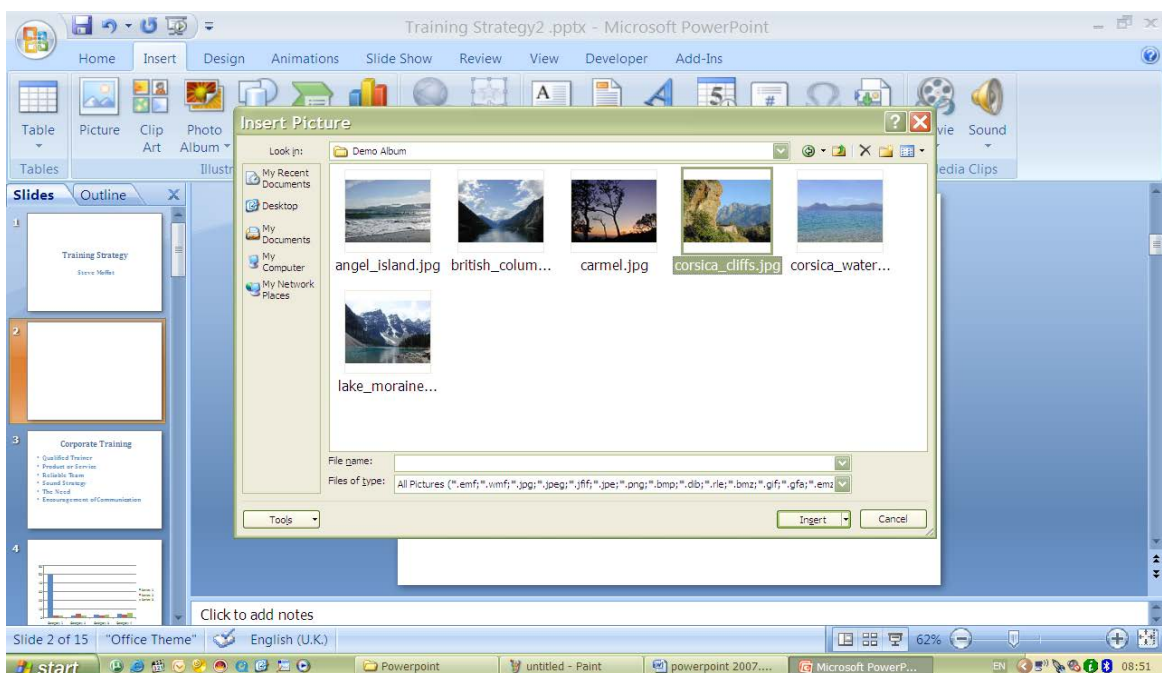 Training Strategy2 .pptx - Microsoft PowerPoint
Home Insert Design Animations Slide Show Review View Developer Add-Ins
Table Picture Clip Art Photo Album
vie Sound
Tables Illustr
edia Clips
Insert Picture
Look in: Demo Album
My Recent Documents
Desktop
My Documents
My Computer
My Network Places
angel_island.jpg british_colum... carmel.jpg corsica_cliffs.jpg corsica_water...
lake_moraine...
File name:
Files of type: All Pictures (*.emf;*.wmf;*.jpg;*.jpeg;*.jfif;*.jpe;*.png;*.bmp;*.dib;*.rle;*.bmz;*.gif;*.gfa;*.emz
Tools Insert Cancel
Slides Outline
1
Training Strategy
Steve Moffet
2
3
Corporate Training
Qualified Trainer
Product or Service
Reliable Team
Sound Strategy
The Need
Encouragement of Communication
4
Click to add notes
Slide 2 of 15 "Office Theme" English (U.K.) 62%
start Powerpoint untitled - Paint powerpoint 2007.... Microsoft PowerP... EN 08:51